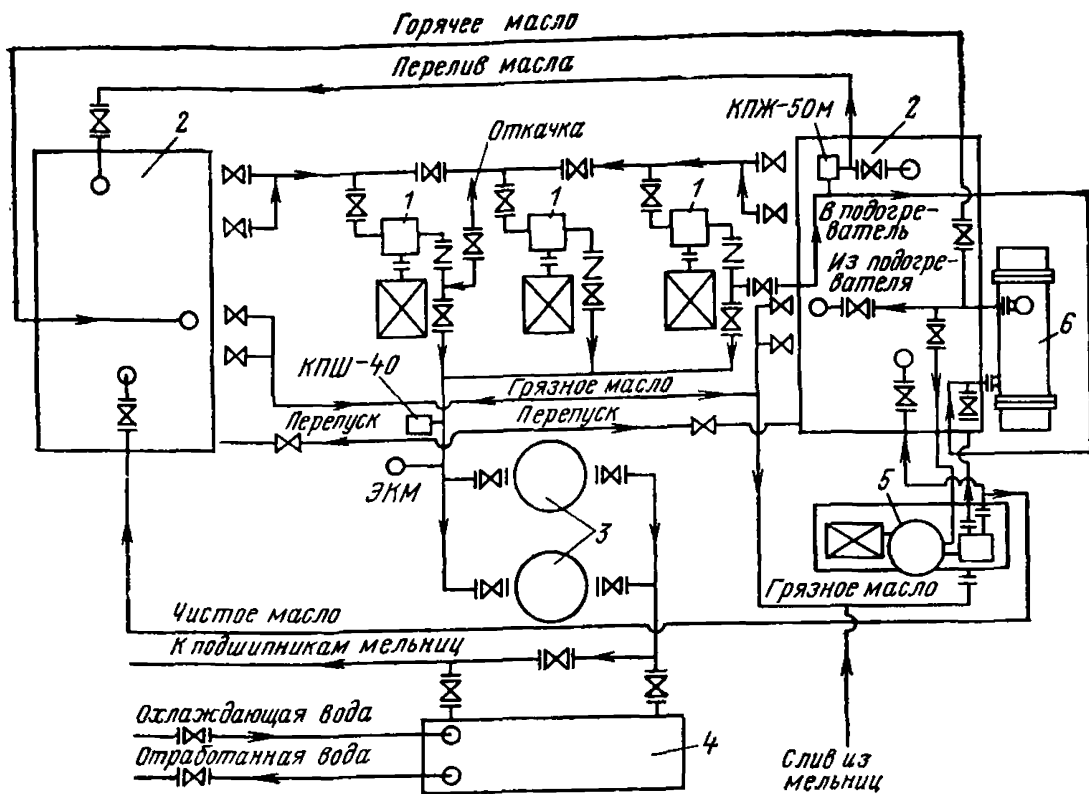 Горячее масло
Перелив масла
КПЖ-50м
2
2
Откачка
1
1
1
В подогре-
ватель
Из подогре-
вателя
6
КПШ-40
Грязное масло
Перепуск
Перепуск
ЭКМ
3
5
Грязное масло
Чистое масло
К подшипникам мельниц
Охлаждающая вода
4
Отработанная вода
Слив из
мельниц